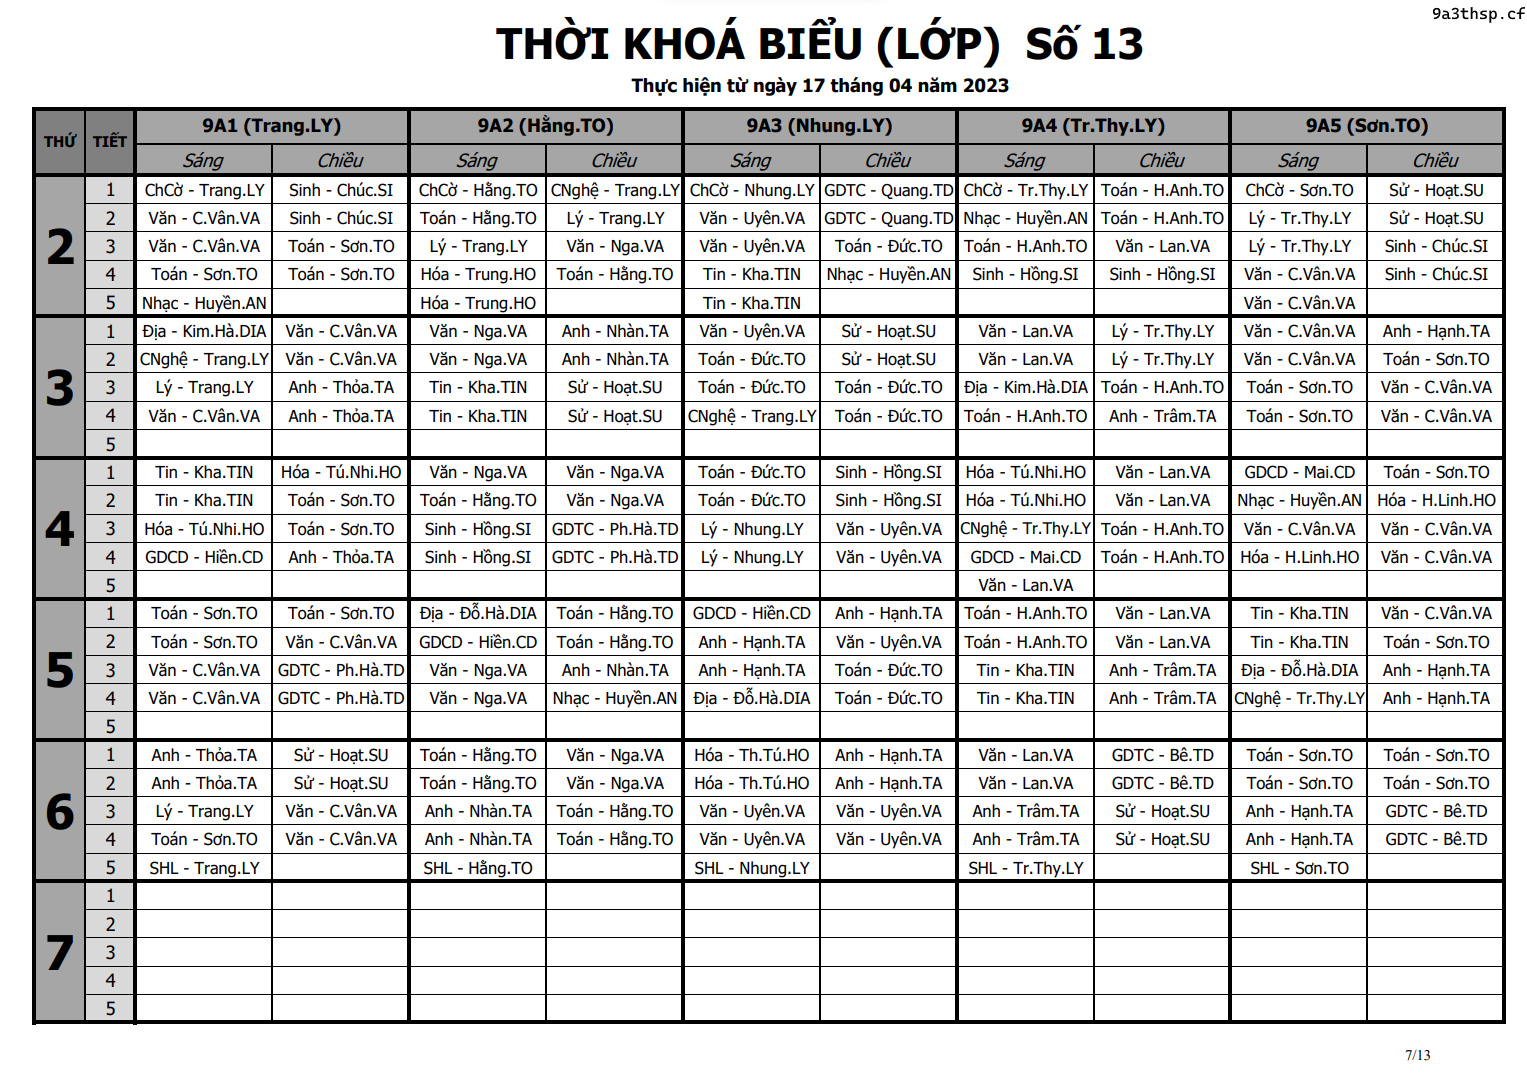 9a3thsp.cf
THỜI KHOÁ BIỂU (LỚP) Số 13
Thực hiện từ ngày 17 tháng 04 năm 2023
THỨ TIẾT 9A1 (Trang.LY) 9A2 (Hằng.TO) 9A3 (Nhung.LY) 9A4 (Tr.Thy.LY) 9A5 (Sơn.TO)
Sáng Chiều Sáng Chiều Sáng Chiều Sáng Chiều Sáng Chiều
2
1 ChCờ - Trang.LY Sinh - Chúc.SI ChCờ - Hằng.TO CNghệ - Trang.LY ChCờ - Nhung.LY GDTC - Quang.TD ChCờ - Tr.Thy.LY Toán - H.Anh.TO ChCờ - Sơn.TO Sử - Hoạt.SU
2 Văn - C.Vân.VA Sinh - Chúc.SI Toán - Hằng.TO Lý - Trang.LY Văn - Uyên.VA GDTC - Quang.TD Nhạc - Huyền.AN Toán - H.Anh.TO Lý - Tr.Thy.LY Sử - Hoạt.SU
3 Văn - C.Vân.VA Toán - Sơn.TO Lý - Trang.LY Văn - Nga.VA Văn - Uyên.VA Toán - Đức.TO Toán - H.Anh.TO Văn - Lan.VA Lý - Tr.Thy.LY Sinh - Chúc.SI
4 Toán - Sơn.TO Toán - Sơn.TO Hóa - Trung.HO Toán - Hằng.TO Tin - Kha.TIN Nhạc - Huyền.AN Sinh - Hồng.SI Sinh - Hồng.SI Văn - C.Vân.VA Sinh - Chúc.SI
5 Nhạc - Huyền.AN Hóa - Trung.HO Tin - Kha.TIN Văn - C.Vân.VA
3
1 Địa - Kim.Hà.DIA Văn - C.Vân.VA Văn - Nga.VA Anh - Nhàn.TA Văn - Uyên.VA Sử - Hoạt.SU Văn - Lan.VA Lý - Tr.Thy.LY Văn - C.Vân.VA Anh - Hạnh.TA
2 CNghệ - Trang.LY Văn - C.Vân.VA Văn - Nga.VA Anh - Nhàn.TA Toán - Đức.TO Sử - Hoạt.SU Văn - Lan.VA Lý - Tr.Thy.LY Văn - C.Vân.VA Toán - Sơn.TO
3 Lý - Trang.LY Anh - Thỏa.TA Tin - Kha.TIN Sử - Hoạt.SU Toán - Đức.TO Toán - Đức.TO Địa - Kim.Hà.DIA Toán - H.Anh.TO Toán - Sơn.TO Văn - C.Vân.VA
4 Văn - C.Vân.VA Anh - Thỏa.TA Tin - Kha.TIN Sử - Hoạt.SU CNghệ - Trang.LY Toán - Đức.TO Toán - H.Anh.TO Anh - Trâm.TA Toán - Sơn.TO Văn - C.Vân.VA
5
4
1 Tin - Kha.TIN Hóa - Tú.Nhi.HO Văn - Nga.VA Văn - Nga.VA Toán - Đức.TO Sinh - Hồng.SI Hóa - Tú.Nhi.HO Văn - Lan.VA GDCD - Mai.CD Toán - Sơn.TO
2 Tin - Kha.TIN Toán - Sơn.TO Toán - Hằng.TO Văn - Nga.VA Toán - Đức.TO Sinh - Hồng.SI Hóa - Tú.Nhi.HO Văn - Lan.VA Nhạc - Huyền.AN Hóa - H.Linh.HO
3 Hóa - Tú.Nhi.HO Toán - Sơn.TO Sinh - Hồng.SI GDTC - Ph.Hà.TD Lý - Nhung.LY Văn - Uyên.VA CNghệ - Tr.Thy.LY Toán - H.Anh.TO Văn - C.Vân.VA Văn - C.Vân.VA
4 GDCD - Hiền.CD Anh - Thỏa.TA Sinh - Hồng.SI GDTC - Ph.Hà.TD Lý - Nhung.LY Văn - Uyên.VA GDCD - Mai.CD Toán - H.Anh.TO Hóa - H.Linh.HO Văn - C.Vân.VA
5 Văn - Lan.VA
5
1 Toán - Sơn.TO Toán - Sơn.TO Địa - Đỗ.Hà.DIA Toán - Hằng.TO GDCD - Hiền.CD Anh - Hạnh.TA Toán - H.Anh.TO Văn - Lan.VA Tin - Kha.TIN Văn - C.Vân.VA
2 Toán - Sơn.TO Văn - C.Vân.VA GDCD - Hiền.CD Toán - Hằng.TO Anh - Hạnh.TA Văn - Uyên.VA Toán - H.Anh.TO Văn - Lan.VA Tin - Kha.TIN Toán - Sơn.TO
3 Văn - C.Vân.VA GDTC - Ph.Hà.TD Văn - Nga.VA Anh - Nhàn.TA Anh - Hạnh.TA Toán - Đức.TO Tin - Kha.TIN Anh - Trâm.TA Địa - Đỗ.Hà.DIA Anh - Hạnh.TA
4 Văn - C.Vân.VA GDTC - Ph.Hà.TD Văn - Nga.VA Nhạc - Huyền.AN Địa - Đỗ.Hà.DIA Toán - Đức.TO Tin - Kha.TIN Anh - Trâm.TA CNghệ - Tr.Thy.LY Anh - Hạnh.TA
5
6
1 Anh - Thỏa.TA Sử - Hoạt.SU Toán - Hằng.TO Văn - Nga.VA Hóa - Th.Tú.HO Anh - Hạnh.TA Văn - Lan.VA GDTC - Bê.TD Toán - Sơn.TO Toán - Sơn.TO
2 Anh - Thỏa.TA Sử - Hoạt.SU Toán - Hằng.TO Văn - Nga.VA Hóa - Th.Tú.HO Anh - Hạnh.TA Văn - Lan.VA GDTC - Bê.TD Toán - Sơn.TO Toán - Sơn.TO
3 Lý - Trang.LY Văn - C.Vân.VA Anh - Nhàn.TA Toán - Hằng.TO Văn - Uyên.VA Văn - Uyên.VA Anh - Trâm.TA Sử - Hoạt.SU Anh - Hạnh.TA GDTC - Bê.TD
4 Toán - Sơn.TO Văn - C.Vân.VA Anh - Nhàn.TA Toán - Hằng.TO Văn - Uyên.VA Văn - Uyên.VA Anh - Trâm.TA Sử - Hoạt.SU Anh - Hạnh.TA GDTC - Bê.TD
5 SHL - Trang.LY SHL - Hằng.TO SHL - Nhung.LY SHL - Tr.Thy.LY SHL - Sơn.TO
7
1
2
3
4
5
7/13